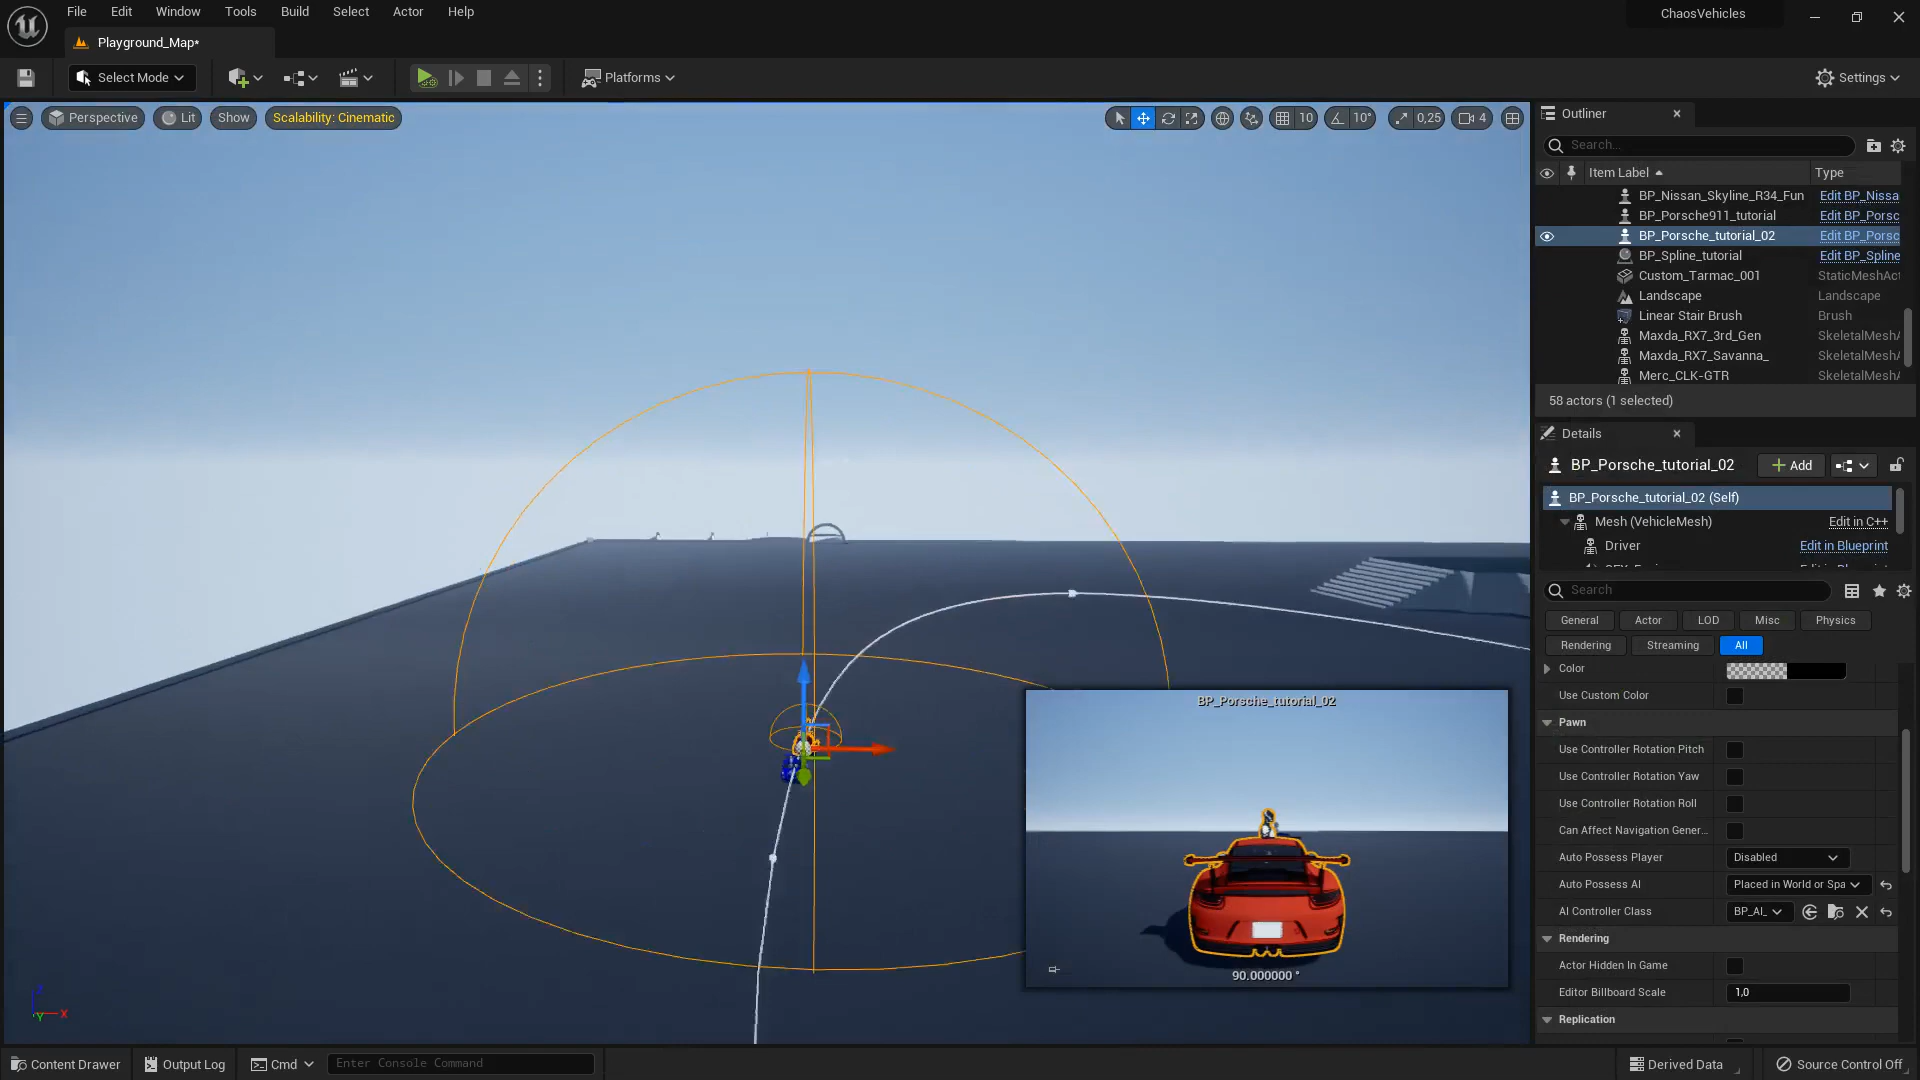 File Edit Window Tools Build Select Actor Help
ChaosVehicles
Playground_Map*
Select Mode
Platforms
Settings
Perspective
Lit
Show
Scalability: Cinematic
10
10°
0,25
4
Outliner
Search...
Item Label
Type
BP_Nissan_Skyline_R34_Fun Edit BP_Nissa
BP_Porsche911_tutorial Edit BP_Porsc
BP_Porsche_tutorial_02 Edit BP_Porsc
BP_Spline_tutorial Edit BP_Spline
Custom_Tarmac_001 StaticMeshAct
Landscape Landscape
Linear Stair Brush Brush
Maxda_RX7_3rd_Gen SkeletalMeshA
Maxda_RX7_Savanna_ SkeletalMeshA
Merc_CLK-GTR SkeletalMeshA
58 actors (1 selected)
Details
BP_Porsche_tutorial_02
Add
BP_Porsche_tutorial_02 (Self)
Mesh (VehicleMesh) Edit in C++
Driver Edit in Blueprint
Search
General Actor LOD Misc Physics
Rendering Streaming All
Color
Use Custom Color
Pawn
Use Controller Rotation Pitch
Use Controller Rotation Yaw
Use Controller Rotation Roll
Can Affect Navigation Gener...
Auto Possess Player Disabled
Auto Possess AI Placed in World or Spa
AI Controller Class BP_AI_
Rendering
Actor Hidden In Game
Editor Billboard Scale 1,0
Replication
BP_Porsche_tutorial_02
90.000000 °
Z
X
Y
Content Drawer
Output Log
Cmd
Enter Console Command
Derived Data
Source Control Off